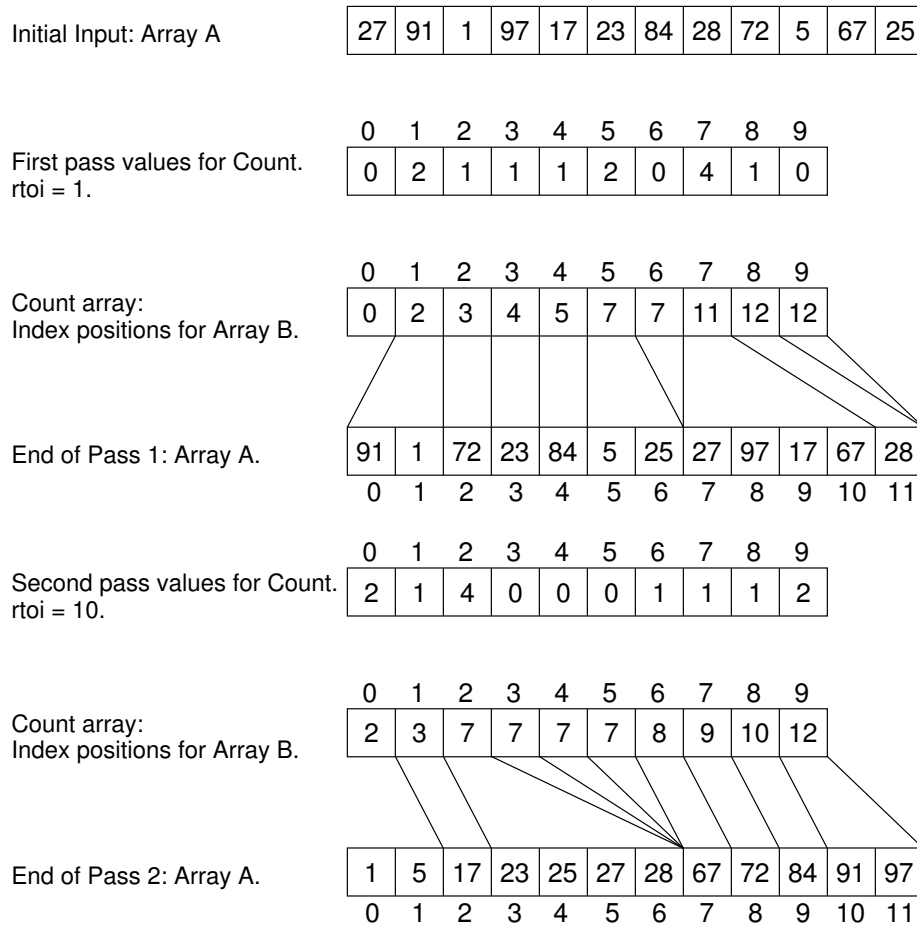 Initial Input: Array A
27 91 1 97 17 23 84 28 72 5 67 25
0 1 2 3 4 5 6 7 8 9
First pass values for Count.
rtoi = 1.
0 2 1 1 1 2 0 4 1 0
0 1 2 3 4 5 6 7 8 9
Count array:
Index positions for Array B.
0 2 3 4 5 7 7 11 12 12
End of Pass 1: Array A.
91 1 72 23 84 5 25 27 97 17 67 28
0 1 2 3 4 5 6 7 8 9 10 11
0 1 2 3 4 5 6 7 8 9
Second pass values for Count.
rtoi = 10.
2 1 4 0 0 0 1 1 1 2
0 1 2 3 4 5 6 7 8 9
Count array:
Index positions for Array B.
2 3 7 7 7 7 8 9 10 12
End of Pass 2: Array A.
1 5 17 23 25 27 28 67 72 84 91 97
0 1 2 3 4 5 6 7 8 9 10 11